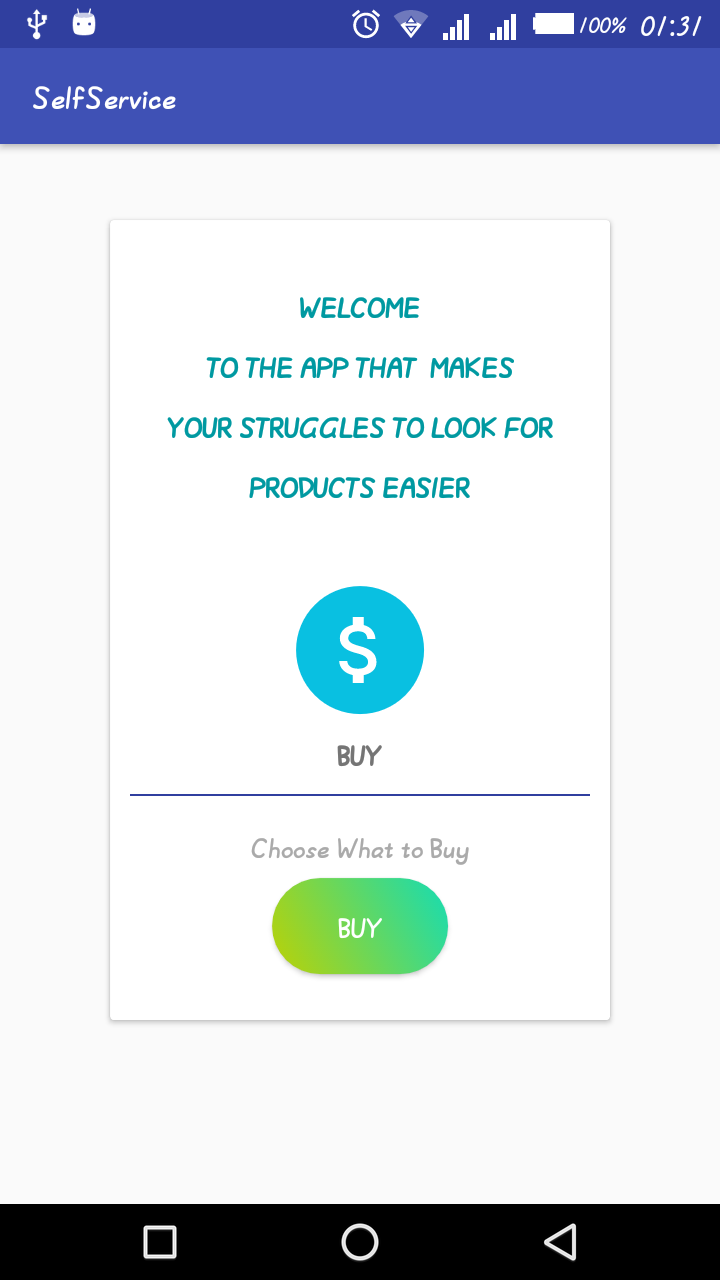 100% 01:31
SelfService
WELCOME
TO THE APP THAT MAKES
YOUR STRUGGLES TO LOOK FOR
PRODUCTS EASIER
$
BUY
Choose What to Buy
BUY